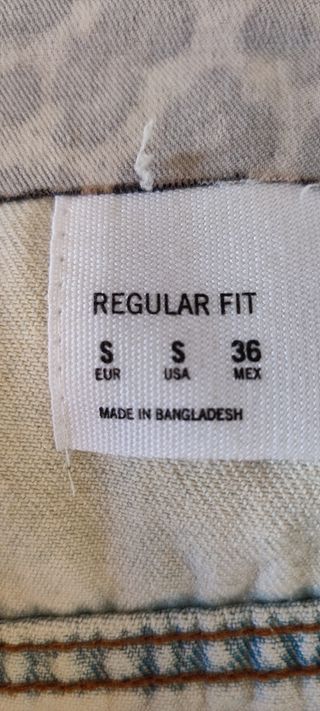 REGULAR FIT
S S 36
EUR USA MEX
MADE IN BANGLADESH